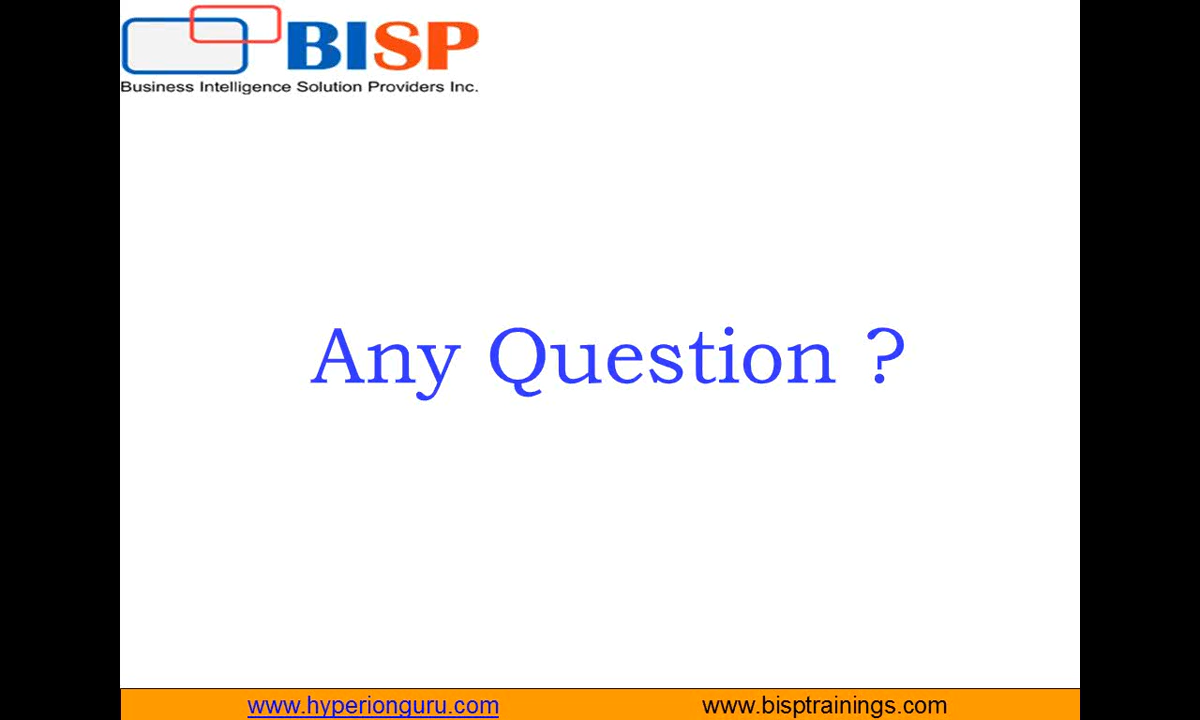 BISP
Business Intelligence Solution Providers Inc.
Any Question ?
www.hyperionguru.com
www.bisptrainings.com